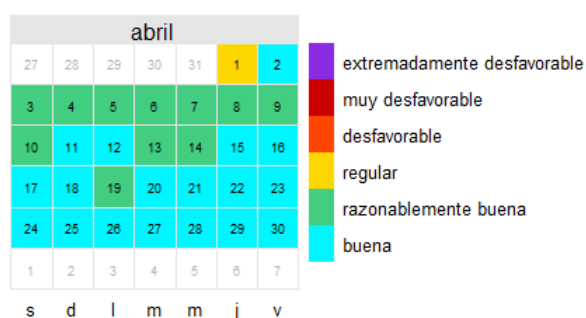 abril
27 28 29 30 31 1 2
3 4 5 6 7 8 9
10 11 12 13 14 15 16
17 18 19 20 21 22 23
24 25 26 27 28 29 30
1 2 3 4 5 6 7
s d l m m j v
extremadamente desfavorable
muy desfavorable
desfavorable
regular
razonablemente buena
buena